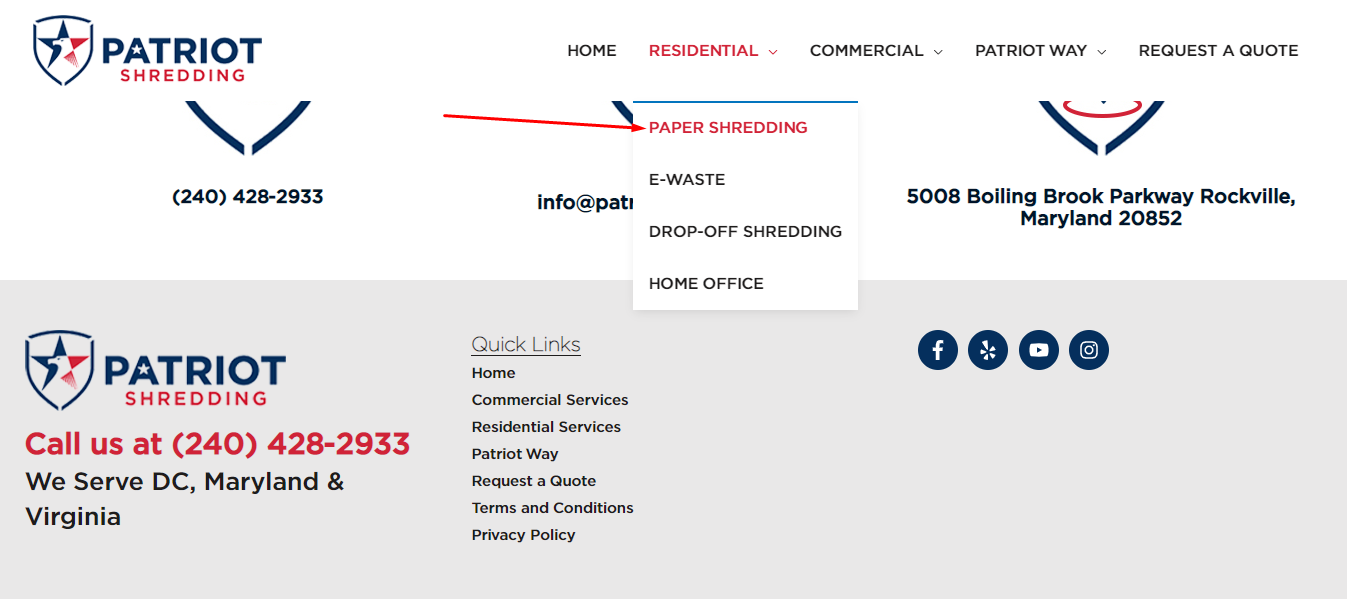 PATRIOT
SHREDDING
HOME
RESIDENTIAL
COMMERCIAL
PATRIOT WAY
REQUEST A QUOTE
PAPER SHREDDING
E-WASTE
DROP-OFF SHREDDING
HOME OFFICE
(240) 428-2933
info@patr
5008 Boiling Brook Parkway Rockville,
Maryland 20852
PATRIOT
SHREDDING
Call us at (240) 428-2933
We Serve DC, Maryland &
Virginia
Quick Links
Home
Commercial Services
Residential Services
Patriot Way
Request a Quote
Terms and Conditions
Privacy Policy